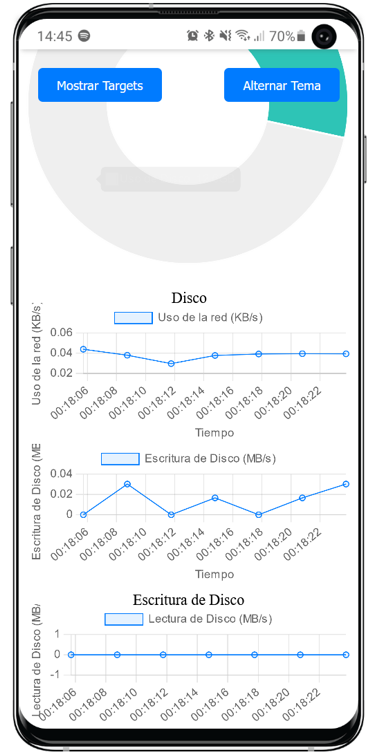 14:45 70%
Mostrar Targets Alternar Tema
Disco
Uso de la red (KB/s)
Uso de la red (KB/s)
0.06
0.04
0.02
00:18:06 00:18:08 00:18:10 00:18:12 00:18:14 00:18:16 00:18:18 00:18:20 00:18:22
Tiempo
Escritura de Disco (MB/s)
Escritura de Disco (ME
0.04
0.02
0
00:18:06 00:18:08 00:18:10 00:18:12 00:18:14 00:18:16 00:18:18 00:18:20 00:18:22
Tiempo
Escritura de Disco
Lectura de Disco (MB/s)
Lectura de Disco (MB/
1
0
-1
00:18:06 00:18:08 00:18:10 00:18:12 00:18:14 00:18:16 00:18:18 00:18:20 00:18:22